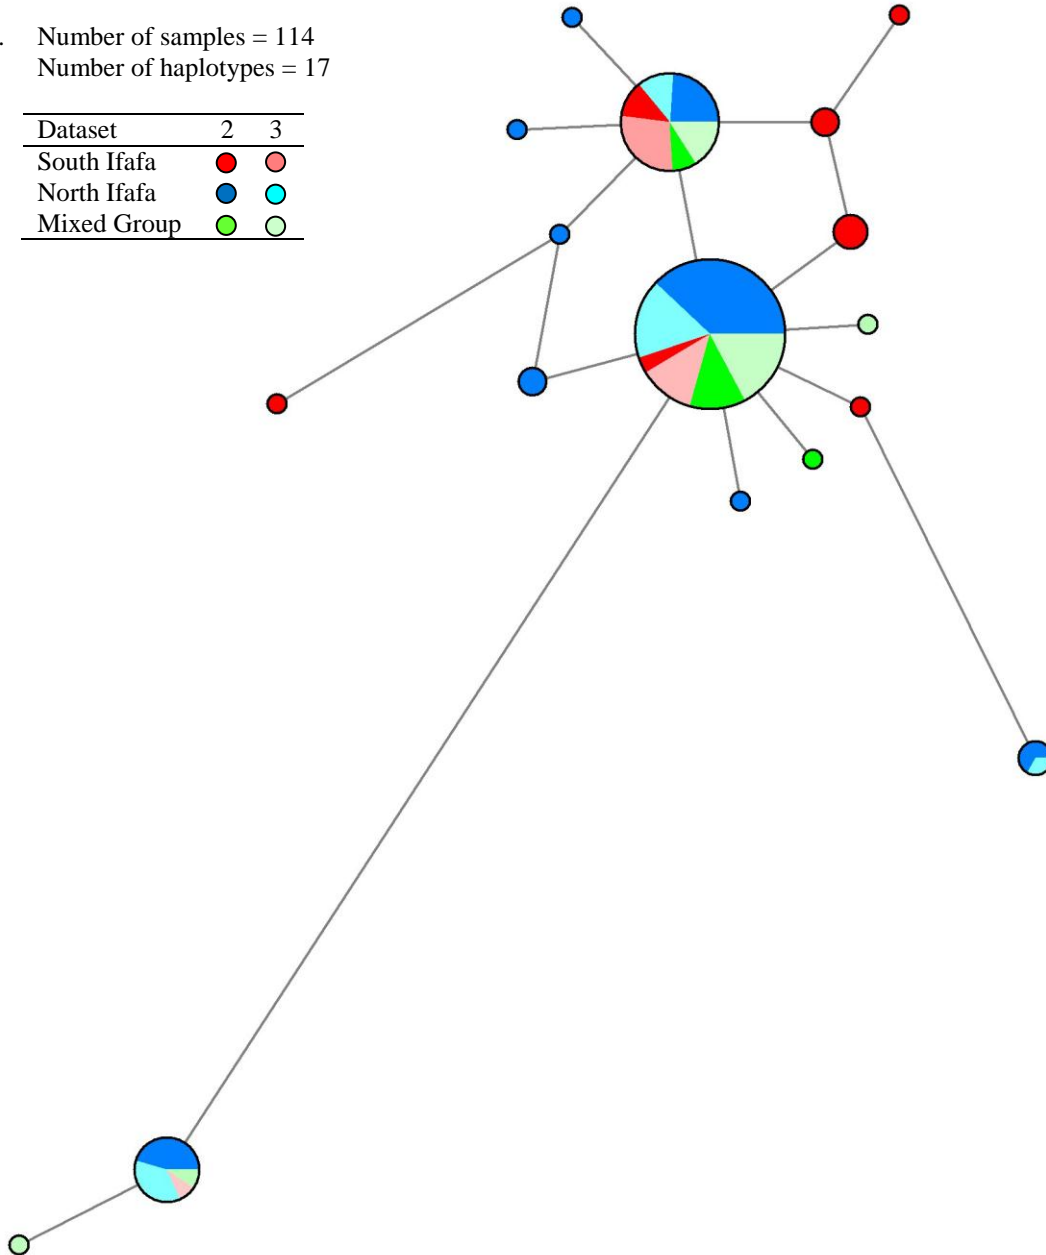 . Number of samples = 114
Number of haplotypes = 17
Dataset 2 3
South Ifafa
North Ifafa
Mixed Group